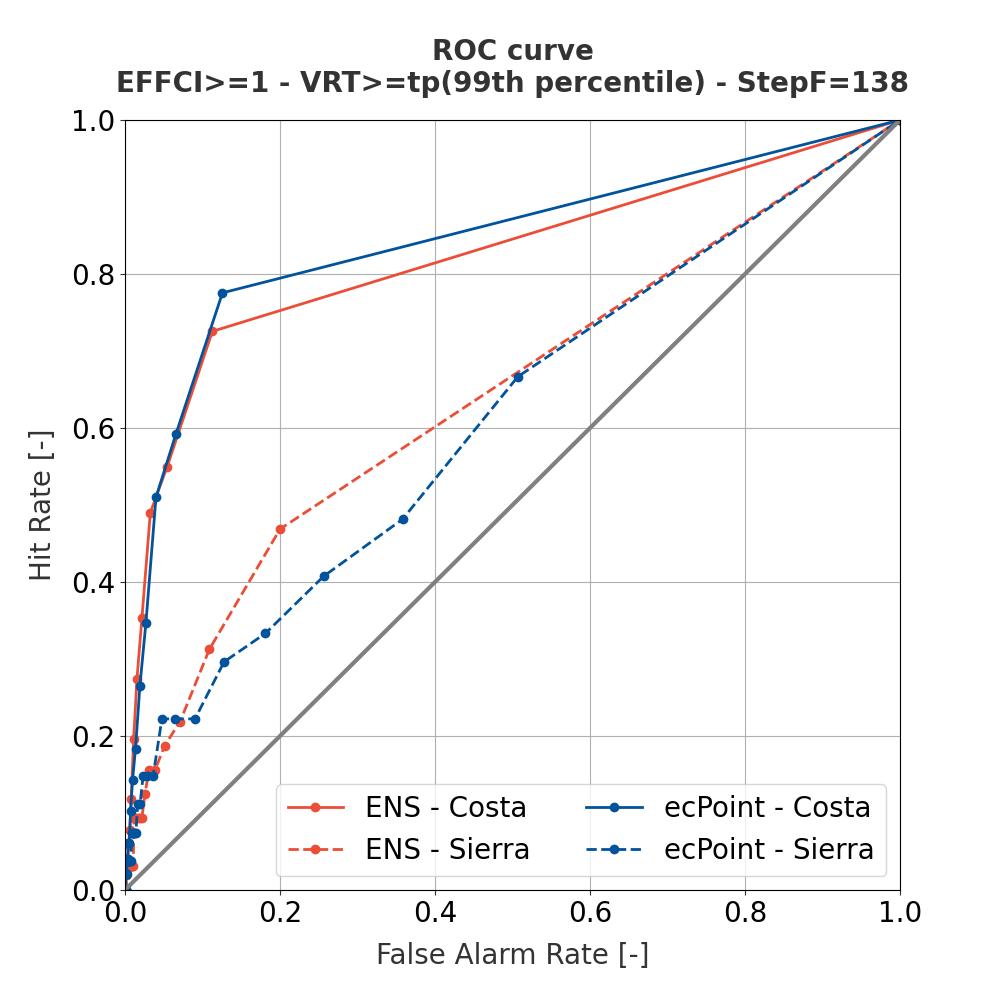 ROC curve
EFFCI>=1 - VRT>=tp(99th percentile) - StepF=138
1.0
0.8
0.6
0.4
0.2
0.0
Hit Rate [-]
ENS - Costa
ENS - Sierra
ecPoint - Costa
ecPoint - Sierra
0.0 0.2 0.4 0.6 0.8 1.0
False Alarm Rate [-]